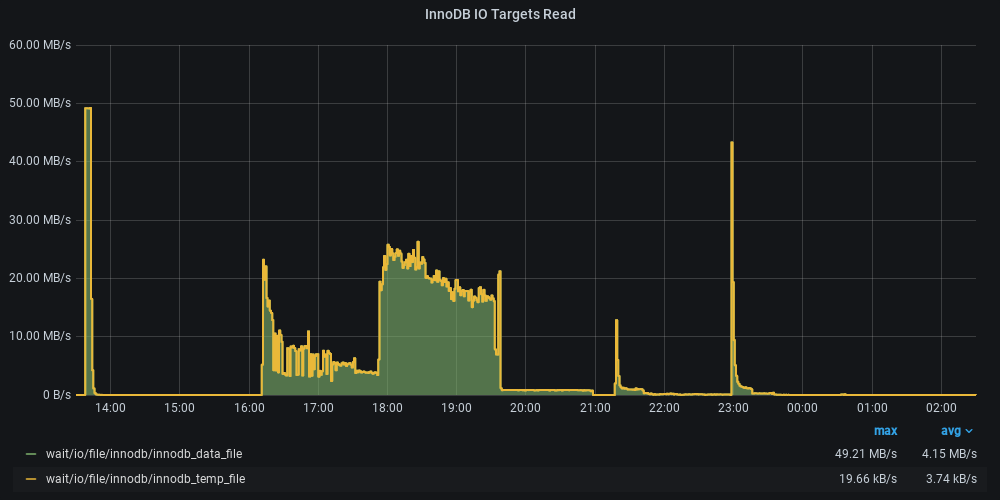 InnoDB IO Targets Read
60.00 MB/s
50.00 MB/s
40.00 MB/s
30.00 MB/s
20.00 MB/s
10.00 MB/s
0 B/s
14:00 15:00 16:00 17:00 18:00 19:00 20:00 21:00 22:00 23:00 00:00 01:00 02:00
max avg
wait/io/file/innodb/innodb_data_file 49.21 MB/s 4.15 MB/s
wait/io/file/innodb/innodb_temp_file 19.66 kB/s 3.74 kB/s